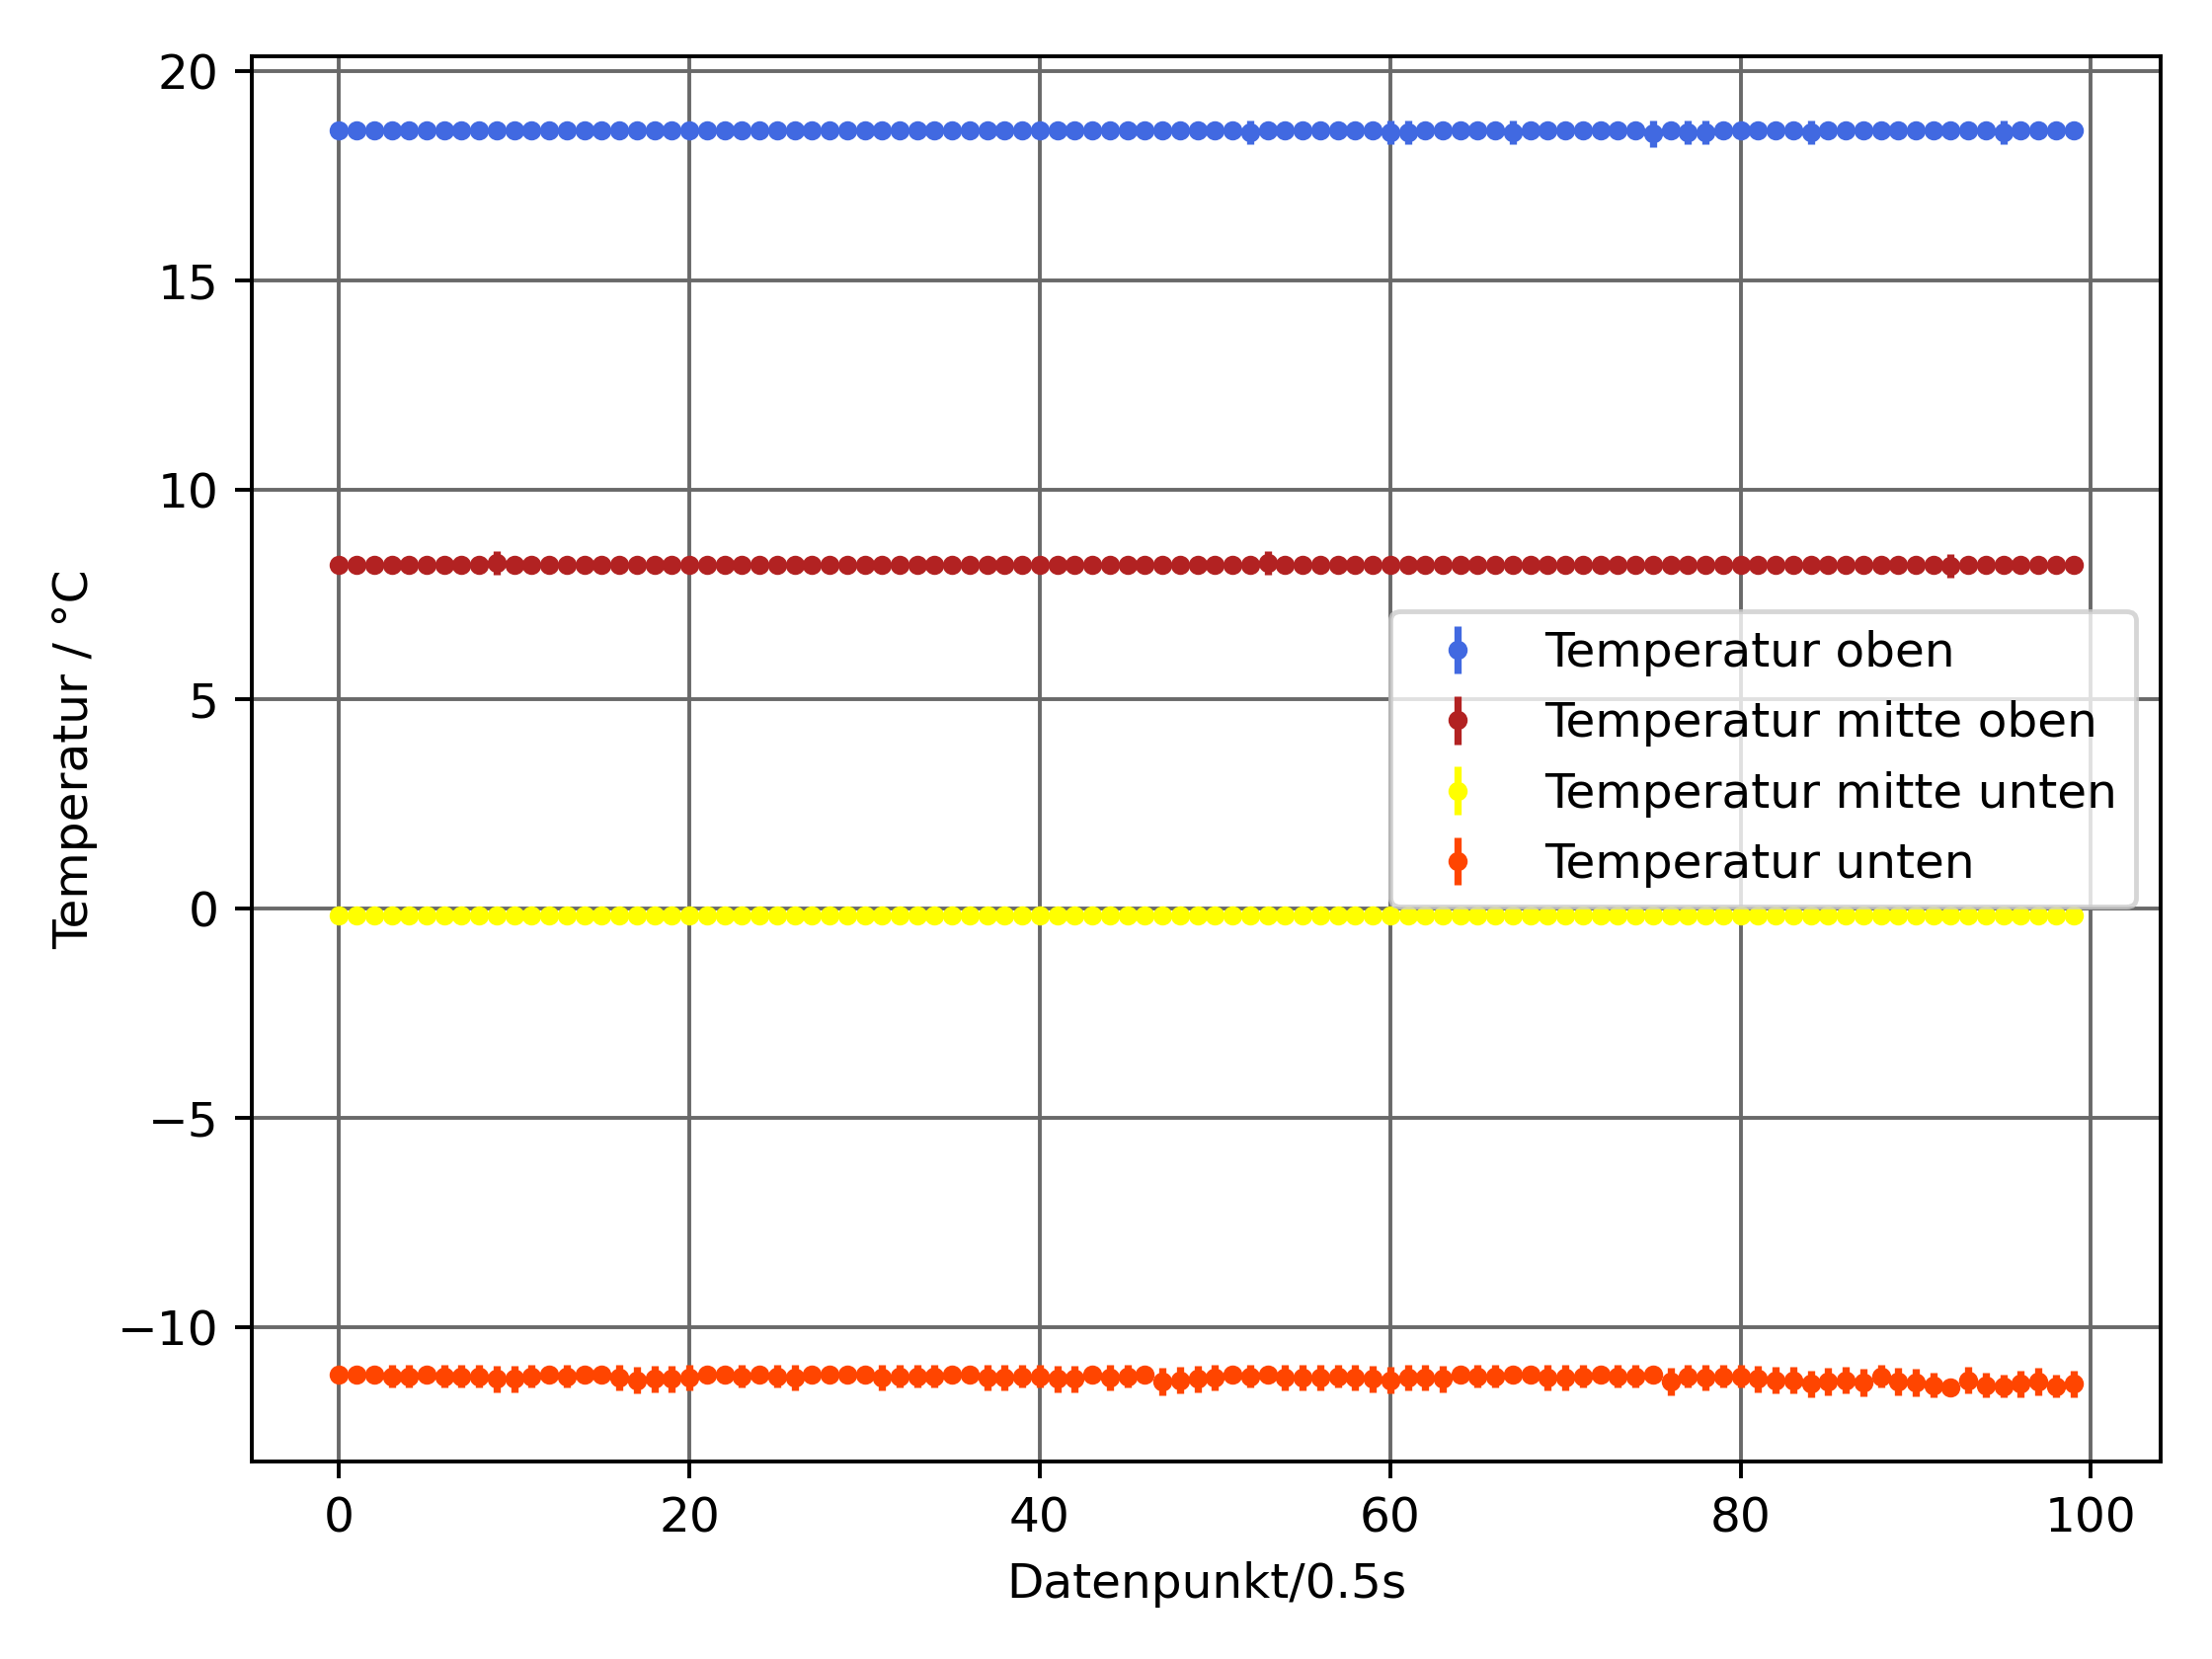 20
15
10
5
0
−5
−10
Temperatur / °C
Temperatur oben
Temperatur mitte oben
Temperatur mitte unten
Temperatur unten
0 20 40 60 80 100
Datenpunkt/0.5s